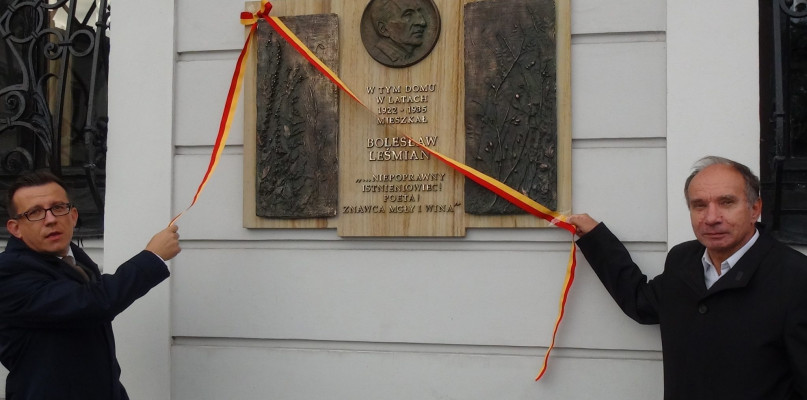 W TYM DOMU
W LATACH
1922 - 1935
MIESZKAŁ
BOLESŁAW
LEŚMIAN
„...NIEPOPRAWNY
ISTNIENIOWIEC!
POETA!
ZNAWCA MGŁY I WINA"